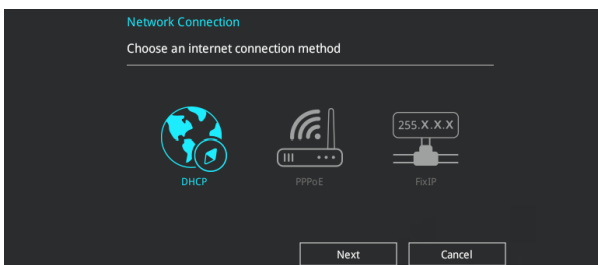 Network Connection
Choose an internet connection method
255.X.X.X
DHCP
PPPoE
FixIP
Next
Cancel